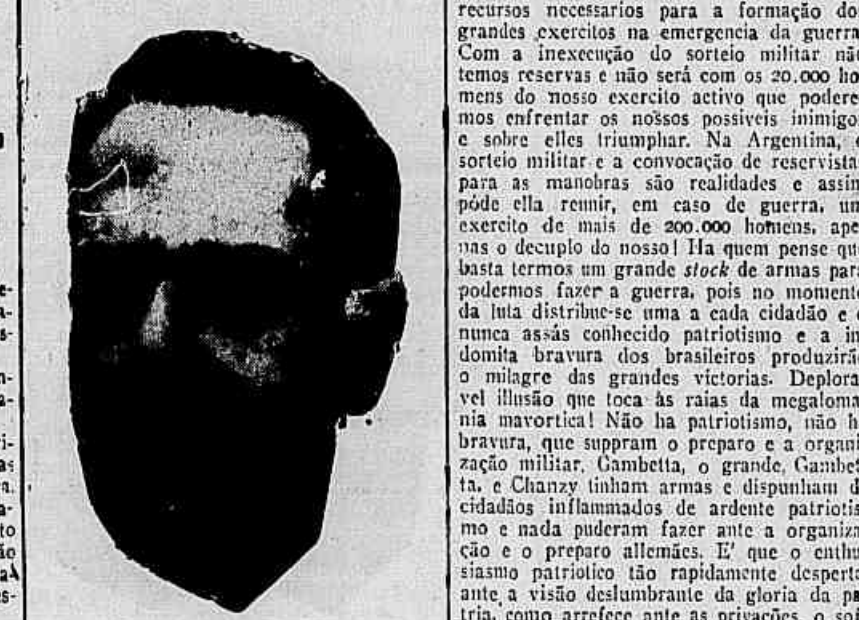 e-
a-
s-
n-
a-
ri-
as
a.
a-
to
ão
a
es-
recursos necessarios para a formação do
grandes exercitos na emergencia da guerra
Com a inexecução do sorteio militar não
temos reservas e não será com os 20.000 ho
mens do nosso exercito activo que podere
mos enfrentar os nossos possiveis inimigo
e sobre elles triumphar. Na Argentina, o
sorteio militar e a convocação de reservista
para as manobras são realidades e assim
póde ella reunir, em caso de guerra, um
exercito de mais de 200.000 homens, ape
nas o decuplo do nosso! Ha quem pense que
basta termos um grande stock de armas para
podermos fazer a guerra, pois no momento
da luta distribue-se uma a cada cidadão e o
nunca assás conhecido patriotismo e a in
domita bravura dos brasileiros produzirão
o milagre das grandes victorias. Deplora
vel illusão que toca às raias da megaloma
nia mavortica! Não ha patriotismo, não h
bravura, que suppram o preparo e a organi
zação militar. Gambetta, o grande, Gambet
ta, e Chanzy tinham armas e dispunham d
cidadãos inflammados de ardente patriotis
mo e nada puderam fazer ante a organiza
ção e o preparo allemães. E' que o enthu
siasmo patriotico tão rapidamente desperta
ante a visão deslumbrante da gloria da pa
tria, como arrefece ante as privações, o sof